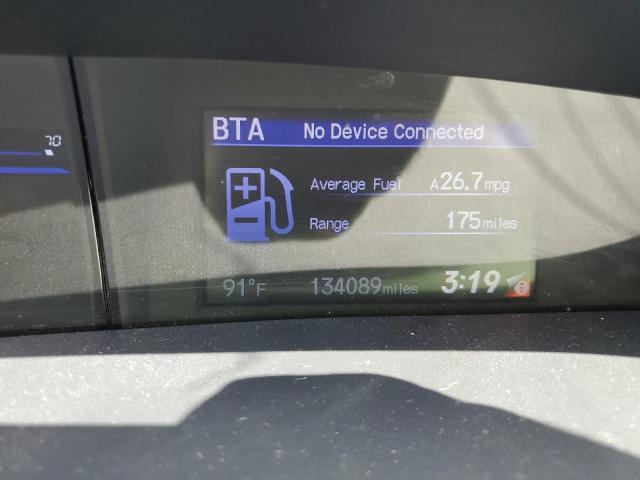 70
BTA No Device Connected
Average Fuel A26.7mpg
Range 175miles
91°F 134089miles 3:19